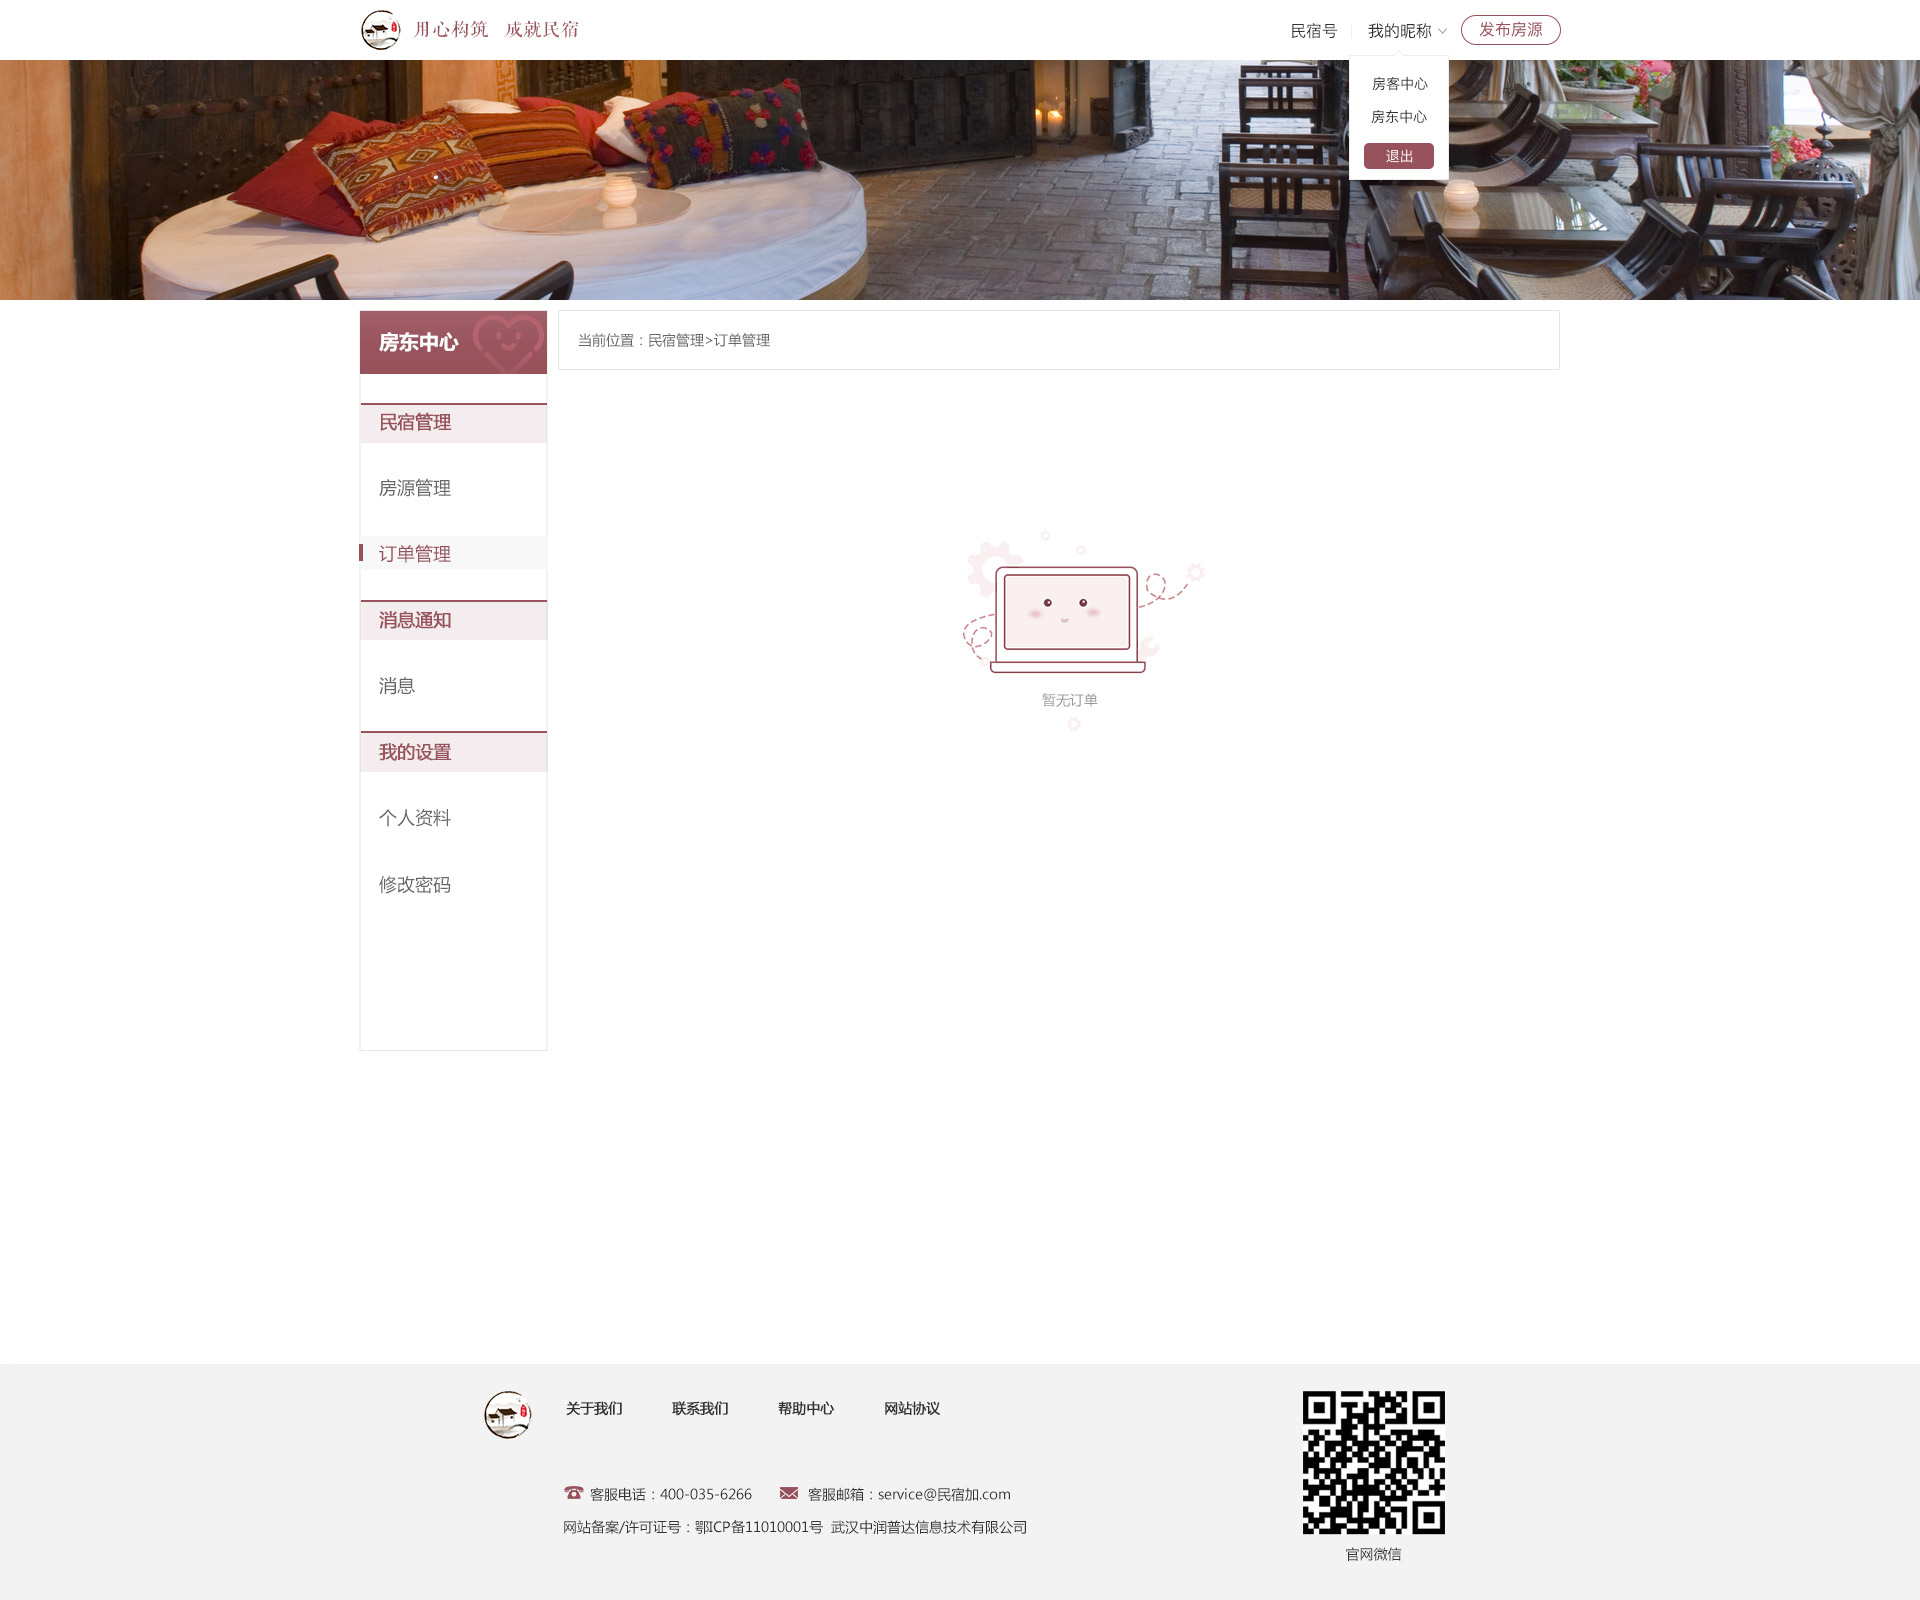 用心构筑 成就民宿
民宿号 我的昵称 发布房源
房客中心
房东中心
退出
房东中心
当前位置：民宿管理>订单管理
民宿管理
房源管理
订单管理
消息通知
消息
我的设置
个人资料
修改密码
暂无订单
关于我们 联系我们 帮助中心 网站协议
客服电话：400-035-6266 客服邮箱：service@民宿加.com
网站备案/许可证号：鄂ICP备11010001号 武汉中润普达信息技术有限公司
官网微信